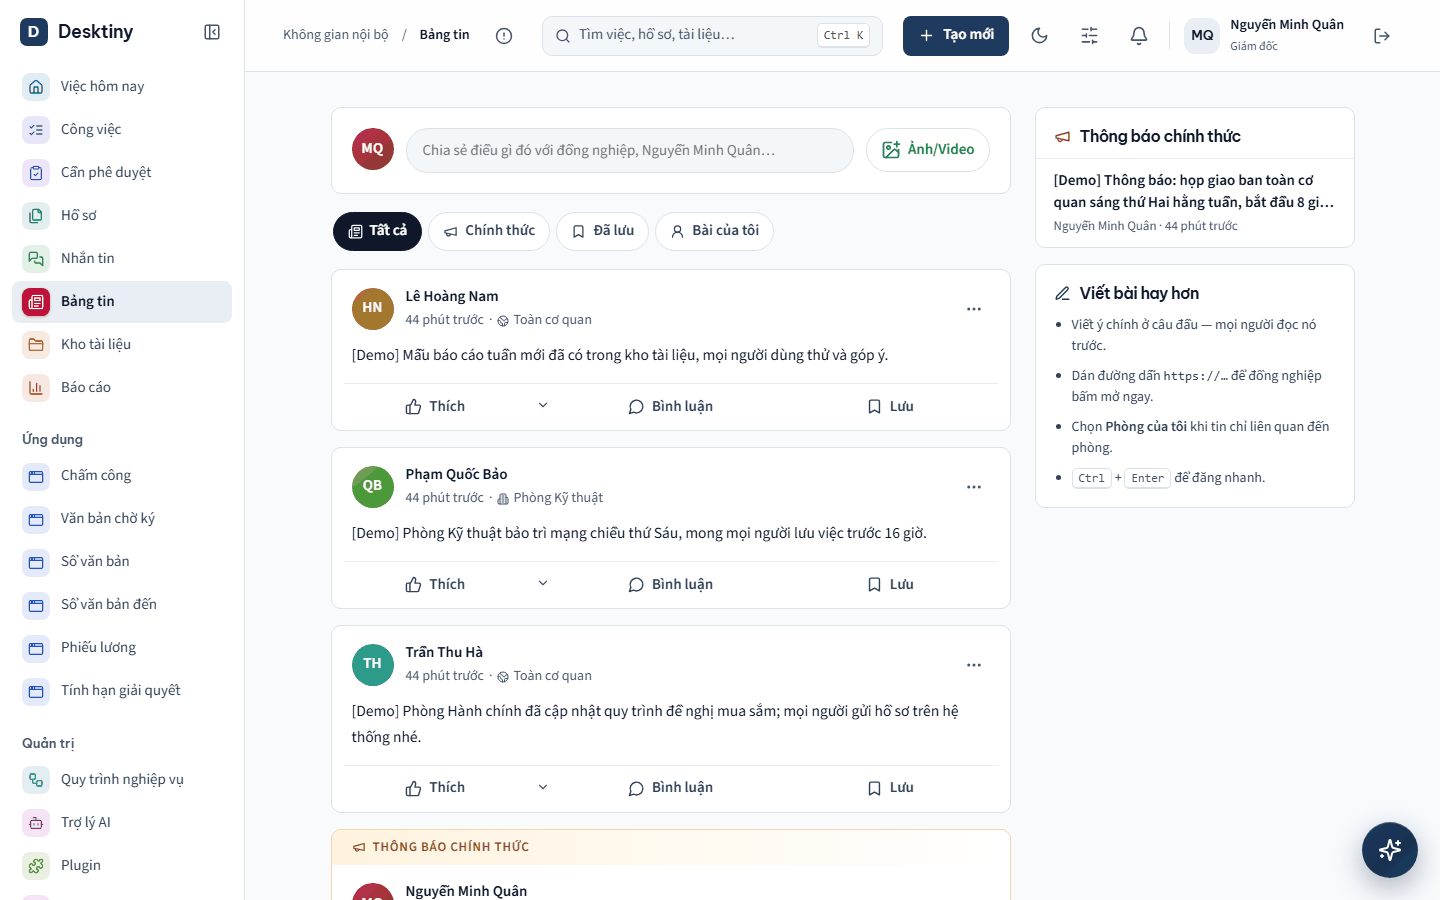 D Desktiny
Việc hôm nay
Công việc
Cần phê duyệt
Hồ sơ
Nhắn tin
Bảng tin
Kho tài liệu
Báo cáo
Ứng dụng
Chấm công
Văn bản chờ ký
Sổ văn bản
Sổ văn bản đến
Phiếu lương
Tính hạn giải quyết
Quản trị
Quy trình nghiệp vụ
Trợ lý AI
Plugin
Không gian nội bộ / Bảng tin
Tìm việc, hồ sơ, tài liệu… Ctrl K
Tạo mới
MQ
Nguyễn Minh Quân
Giám đốc
MQ
Chia sẻ điều gì đó với đồng nghiệp, Nguyễn Minh Quân…
Ảnh/Video
Tất cả
Chính thức
Đã lưu
Bài của tôi
HN
Lê Hoàng Nam
44 phút trước · Toàn cơ quan
[Demo] Mẫu báo cáo tuần mới đã có trong kho tài liệu, mọi người dùng thử và góp ý.
Thích
Bình luận
Lưu
QB
Phạm Quốc Bảo
44 phút trước · Phòng Kỹ thuật
[Demo] Phòng Kỹ thuật bảo trì mạng chiều thứ Sáu, mong mọi người lưu việc trước 16 giờ.
Thích
Bình luận
Lưu
TH
Trần Thu Hà
44 phút trước · Toàn cơ quan
[Demo] Phòng Hành chính đã cập nhật quy trình đề nghị mua sắm; mọi người gửi hồ sơ trên hệ
thống nhé.
Thích
Bình luận
Lưu
THÔNG BÁO CHÍNH THỨC
Nguyễn Minh Quân
Thông báo chính thức
[Demo] Thông báo: họp giao ban toàn cơ
quan sáng thứ Hai hằng tuần, bắt đầu 8 gi…
Nguyễn Minh Quân · 44 phút trước
Viết bài hay hơn
Viết ý chính ở câu đầu — mọi người đọc nó
trước.
Dán đường dẫn https://… để đồng nghiệp
bấm mở ngay.
Chọn Phòng của tôi khi tin chỉ liên quan đến
phòng.
Ctrl + Enter để đăng nhanh.